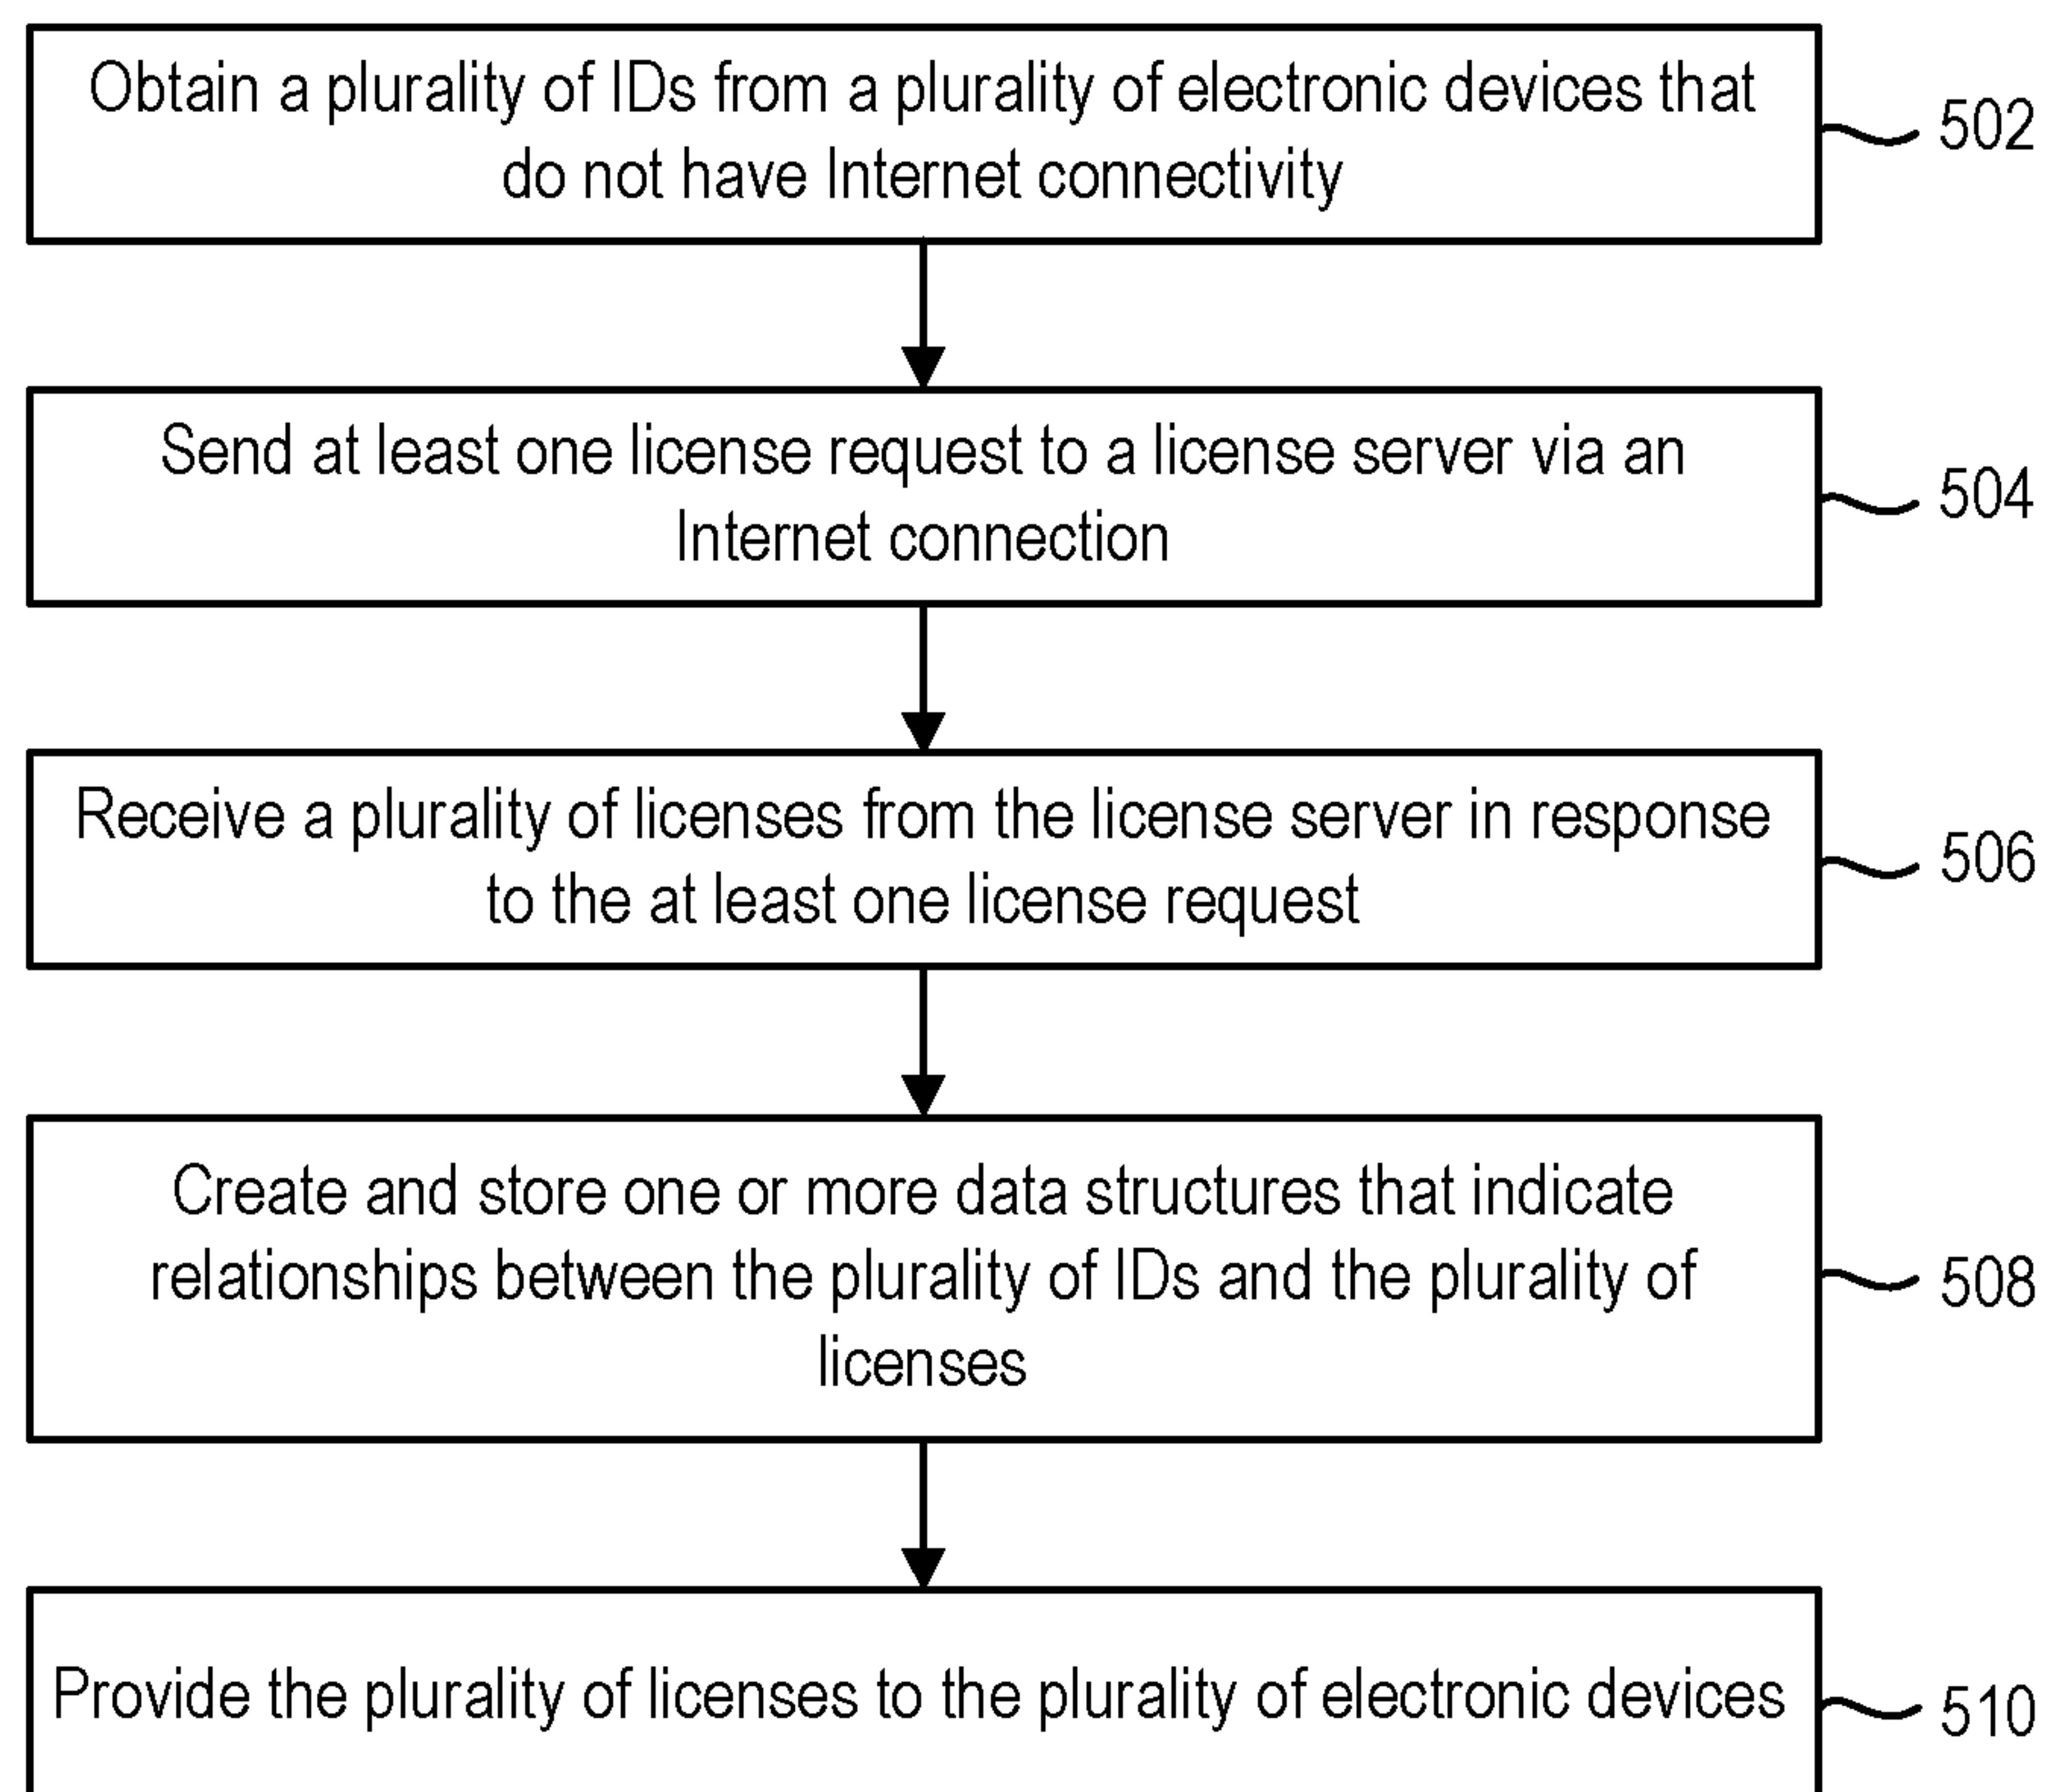 Obtain a plurality of IDs from a plurality of electronic devices that
do not have Internet connectivity
502
Send at least one license request to a license server via an
Internet connection
504
Receive a plurality of licenses from the license server in response
to the at least one license request
506
Create and store one or more data structures that indicate
relationships between the plurality of IDs and the plurality of
licenses
508
Provide the plurality of licenses to the plurality of electronic devices
510